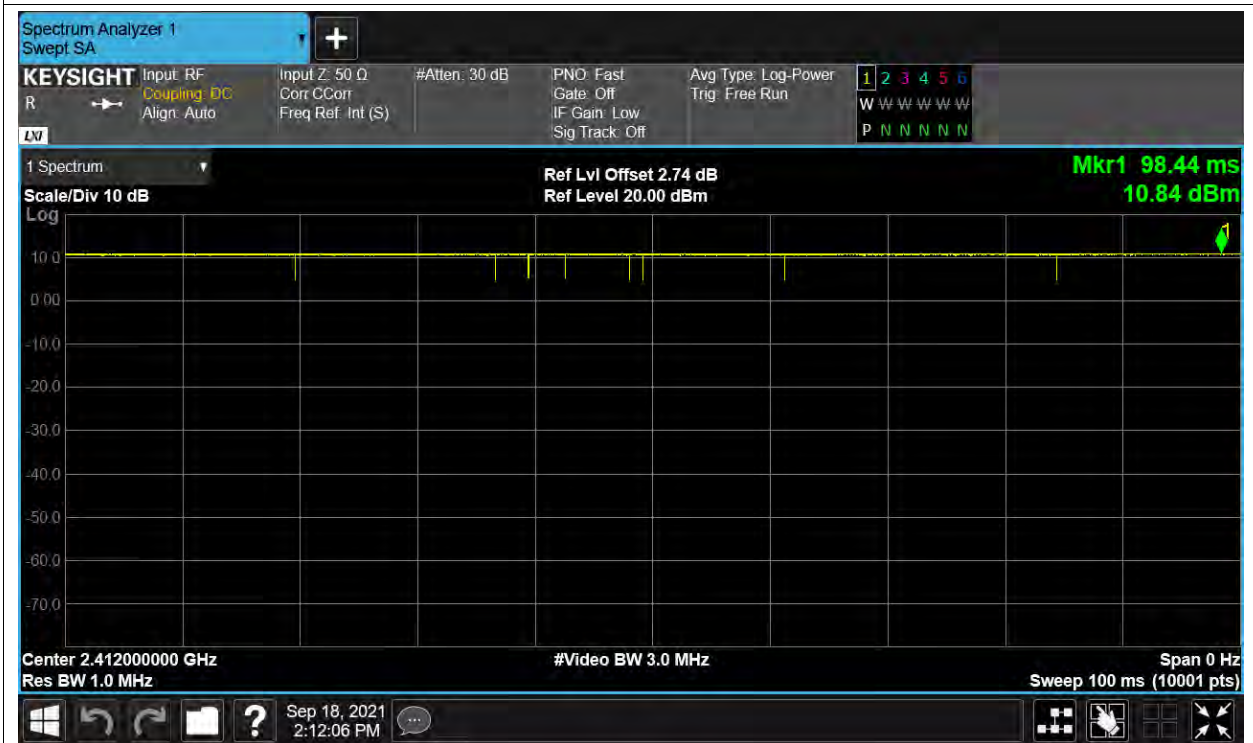 Spectrum Analyzer 1
Swept SA
KEYSIGHT
R
LXI
Input: RF
Coupling: DC
Align: Auto
Input Z: 50 Ω
Corr CCorr
Freq Ref: Int (S)
#Atten: 30 dB
PNO: Fast
Gate: Off
IF Gain: Low
Sig Track: Off
Avg Type: Log-Power
Trig: Free Run
1 2 3 4 5 6
W W W W W W
P N N N N N
1 Spectrum
Scale/Div 10 dB
Log
Ref Lvl Offset 2.74 dB
Ref Level 20.00 dBm
Mkr1 98.44 ms
10.84 dBm
1
10.0
0.00
-10.0
-20.0
-30.0
-40.0
-50.0
-60.0
-70.0
Center 2.412000000 GHz
Res BW 1.0 MHz
#Video BW 3.0 MHz
Span 0 Hz
Sweep 100 ms (10001 pts)
?
Sep 18, 2021
2:12:06 PM